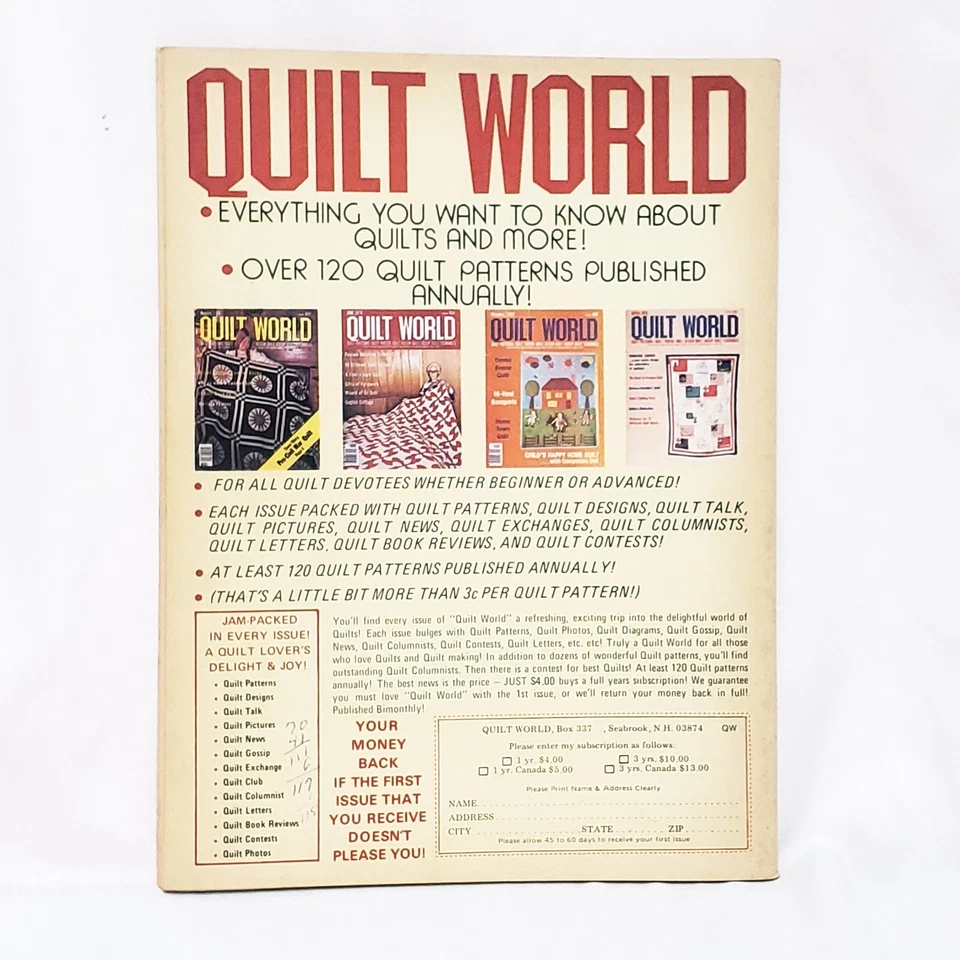 QUILT WORLD
• EVERYTHING YOU WANT TO KNOW ABOUT
QUILTS AND MORE!
• OVER 120 QUILT PATTERNS PUBLISHED
ANNUALLY!
QUILT WORLD
QUILT WORLD
QUILT WORLD
QUILT WORLD
16-Hand Bouquets
Home Town Quilt
CHILD'S HAPPY HOME QUILT
• FOR ALL QUILT DEVOTEES WHETHER BEGINNER OR ADVANCED!
• EACH ISSUE PACKED WITH QUILT PATTERNS, QUILT DESIGNS, QUILT TALK,
QUILT PICTURES, QUILT NEWS, QUILT EXCHANGES, QUILT COLUMNISTS,
QUILT LETTERS, QUILT BOOK REVIEWS, AND QUILT CONTESTS!
• AT LEAST 120 QUILT PATTERNS PUBLISHED ANNUALLY!
• (THAT'S A LITTLE BIT MORE THAN 3c PER QUILT PATTERN!)
JAM-PACKED
IN EVERY ISSUE!
A QUILT LOVER'S
DELIGHT & JOY!
• Quilt Patterns
• Quilt Designs
• Quilt Talk
• Quilt Pictures
• Quilt News
• Quilt Gossip
• Quilt Exchange
• Quilt Club
• Quilt Columnist
• Quilt Letters
• Quilt Book Reviews
• Quilt Contests
• Quilt Photos
70
41
111
6
117
You'll find every issue of "Quilt World" a refreshing, exciting trip into the delightful world of
Quilts! Each issue bulges with Quilt Patterns, Quilt Photos, Quilt Diagrams, Quilt Gossip, Quilt
News, Quilt Columnists, Quilt Contests, Quilt Letters, etc. etc! Truly a Quilt World for all those
who love Quilts and Quilt making! In addition to dozens of wonderful Quilt patterns, you'll find
outstanding Quilt Columnists. Then there is a contest for best Quilts! At least 120 Quilt patterns
annually! The best news is the price – JUST $4.00 buys a full years subscription! We guarantee
you must love "Quilt World" with the 1st issue, or we'll return your money back in full!
Published Bimonthly!
YOUR
MONEY
BACK
IF THE FIRST
ISSUE THAT
YOU RECEIVE
DOESN'T
PLEASE YOU!
QUILT WORLD, Box 337 , Seabrook, N.H. 03874 QW
Please enter my subscription as follows:
1 yr. $4.00 3 yrs. $10.00
1 yr. Canada $5.00 3 yrs. Canada $13.00
Please Print Name & Address Clearly
NAME
ADDRESS
CITY STATE ZIP
Please allow 45 to 60 days to receive your first issue